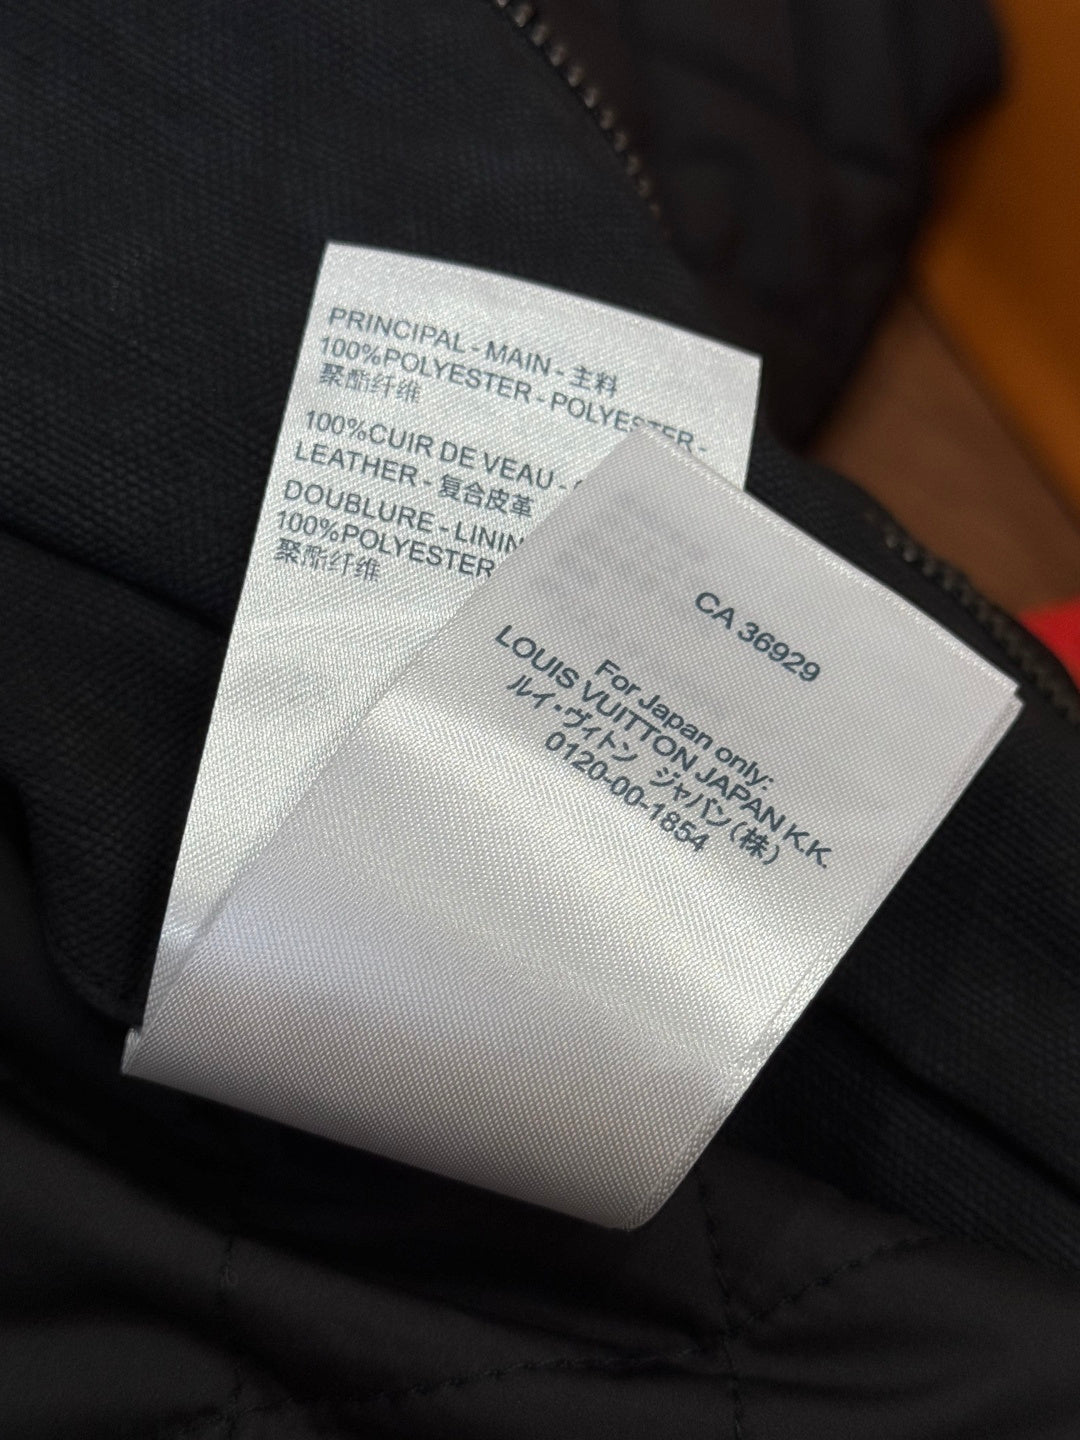 PRINCIPAL - MAIN - 主料
100%POLYESTER - POLYESTER -
聚酯纤维
100%CUIR DE VEAU -
LEATHER - 复合皮革
DOUBLURE - LININ
100%POLYESTER
聚酯纤维
CA 36929
For Japan only:
LOUIS VUITTON JAPAN K.K.
ルイ・ヴィトン ジャパン(株)
0120-00-1854